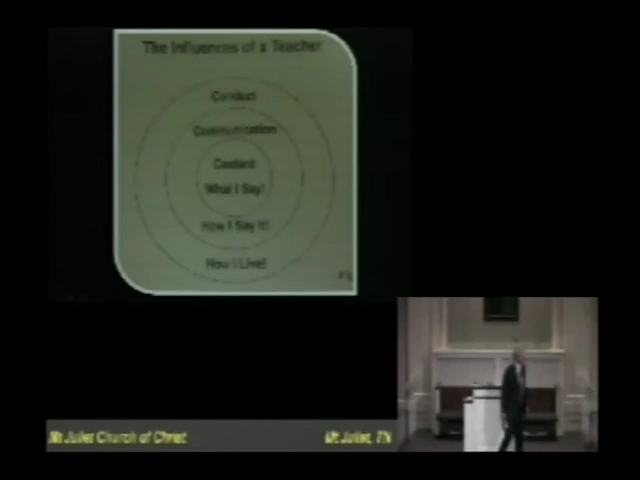 The Influences of a Teacher
Conduct
Communication
Content
What I Say!
How I Say It!
How I Live!
Mt Juliet Church of Christ
Mt Juliet, TN